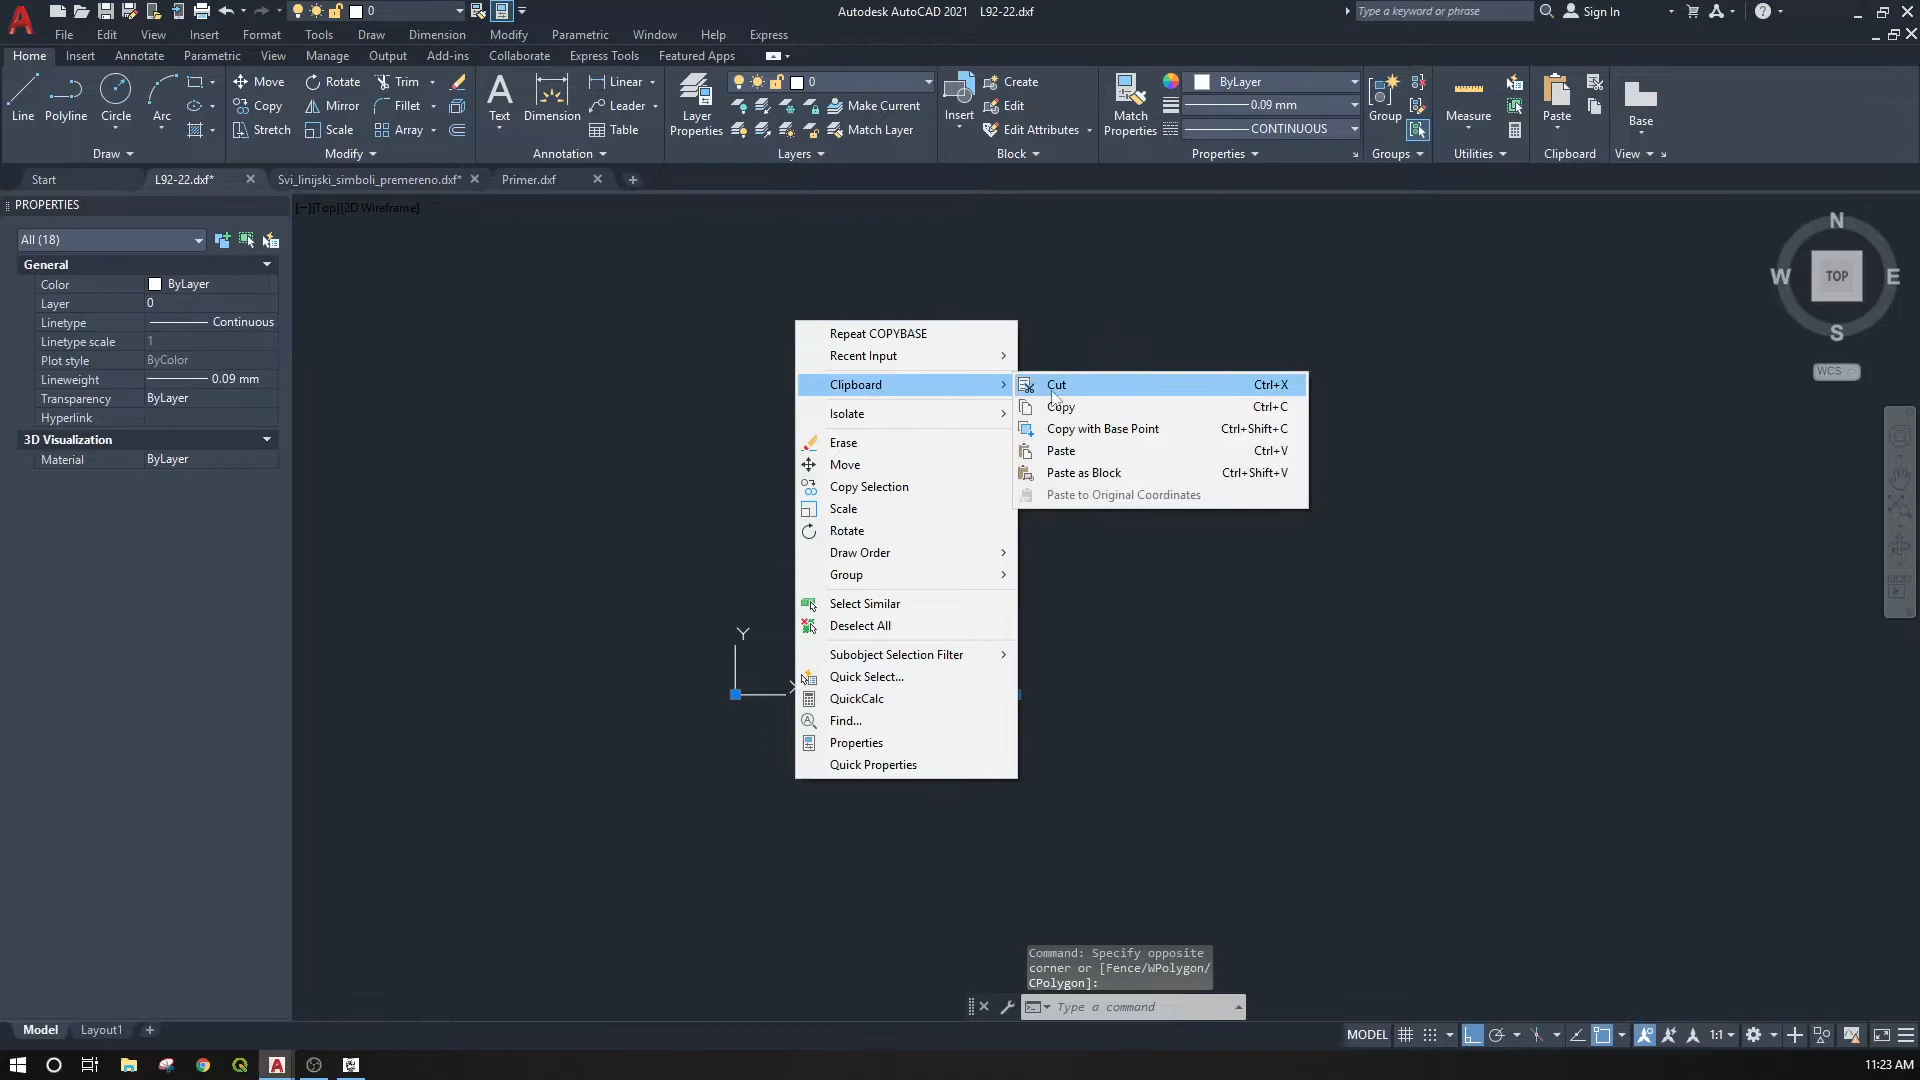 0
Autodesk AutoCAD 2021 L92-22.dxf
Type a keyword or phrase
Sign In
File Edit View Insert Format Tools Draw Dimension Modify Parametric Window Help Express
Home Insert Annotate Parametric View Manage Output Add-ins Collaborate Express Tools Featured Apps
Line Polyline Circle Arc
Move Rotate Trim
Copy Mirror Fillet
Stretch Scale Array
Text Dimension
Linear
Leader
Table
Layer Properties
0
Make Current
Match Layer
Insert
Create
Edit
Edit Attributes
Match Properties
ByLayer
0.09 mm
CONTINUOUS
Group
Measure
Paste
Base
Draw Modify Annotation Layers Block Properties Groups Utilities Clipboard View
Start L92-22.dxf* Svi_linijski_simboli_premereno.dxf* Primer.dxf
PROPERTIES
[−][Top][2D Wireframe]
All (18)
General
Color ByLayer
Layer 0
Linetype Continuous
Linetype scale 1
Plot style ByColor
Lineweight 0.09 mm
Transparency ByLayer
Hyperlink
3D Visualization
Material ByLayer
N
W TOP E
S
WCS
Repeat COPYBASE
Recent Input
Clipboard
Isolate
Erase
Move
Copy Selection
Scale
Rotate
Draw Order
Group
Select Similar
Deselect All
Subobject Selection Filter
Quick Select...
QuickCalc
Find...
Properties
Quick Properties
Cut Ctrl+X
Copy Ctrl+C
Copy with Base Point Ctrl+Shift+C
Paste Ctrl+V
Paste as Block Ctrl+Shift+V
Paste to Original Coordinates
Y
X
Command: Specify opposite
corner or [Fence/WPolygon/
CPolygon]:
Type a command
Model Layout1
MODEL 1:1
11:23 AM